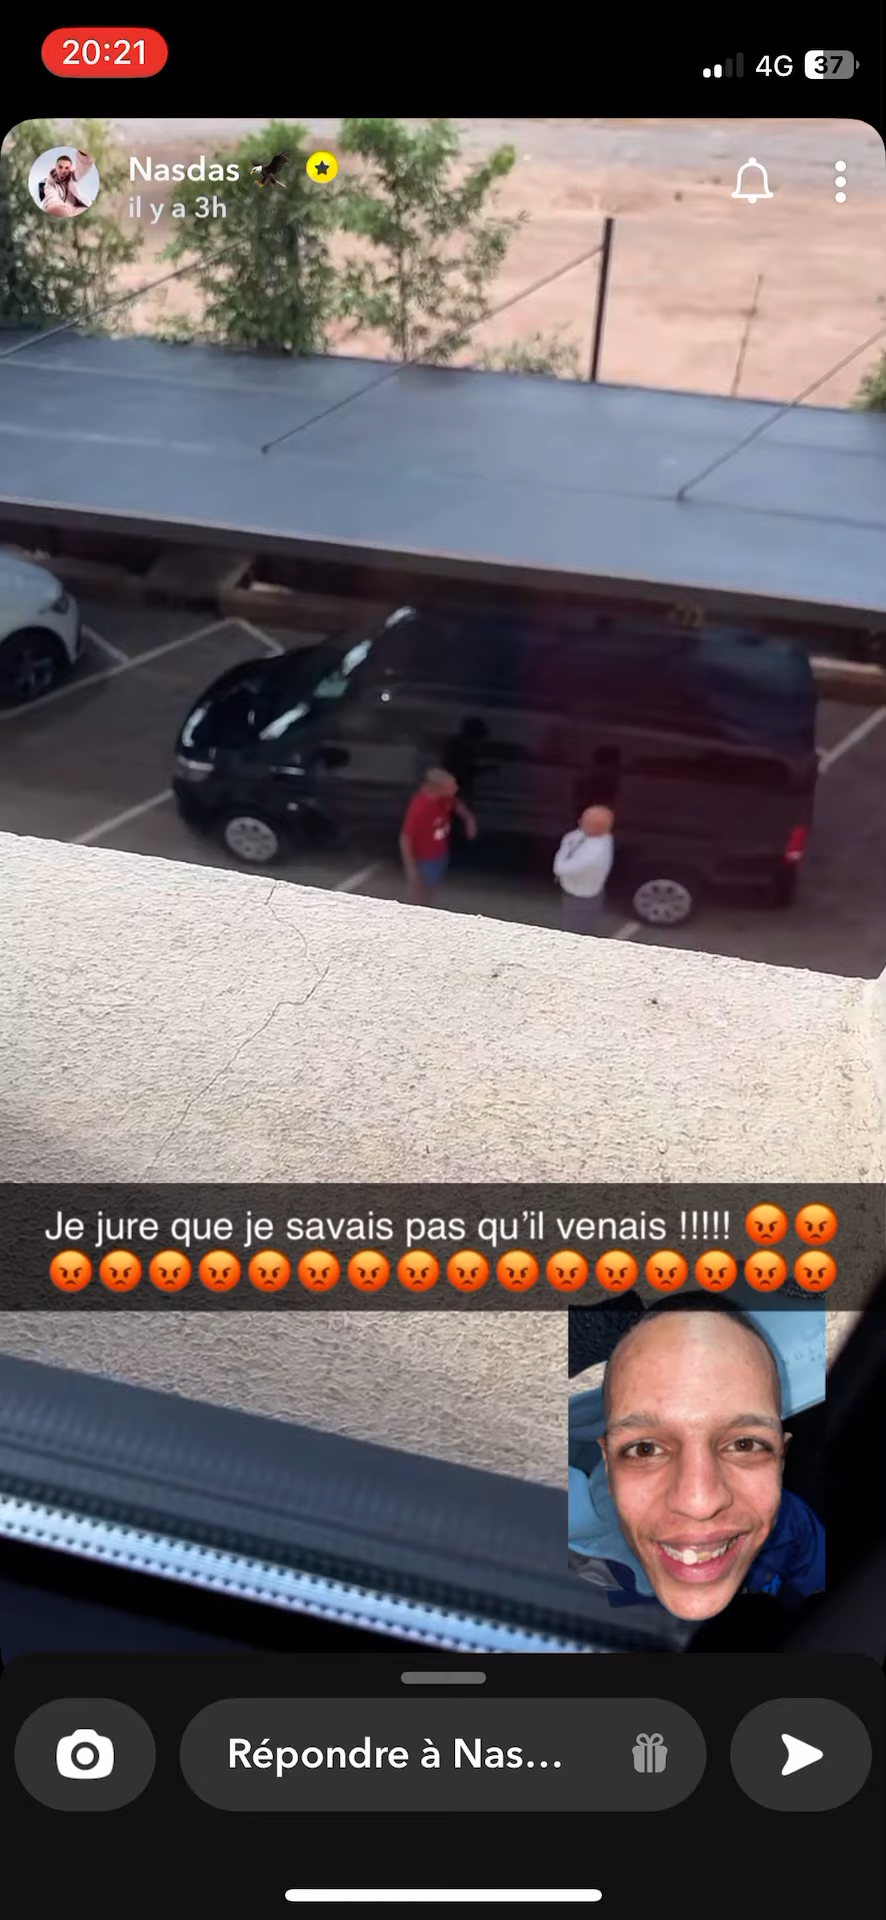 20:21
4G 37
Nasdas 🦅
il y a 3h
Je jure que je savais pas qu’il venais !!!!! 😡😡
😡😡😡😡😡😡😡😡😡😡😡😡😡😡😡😡
Répondre à Nas...